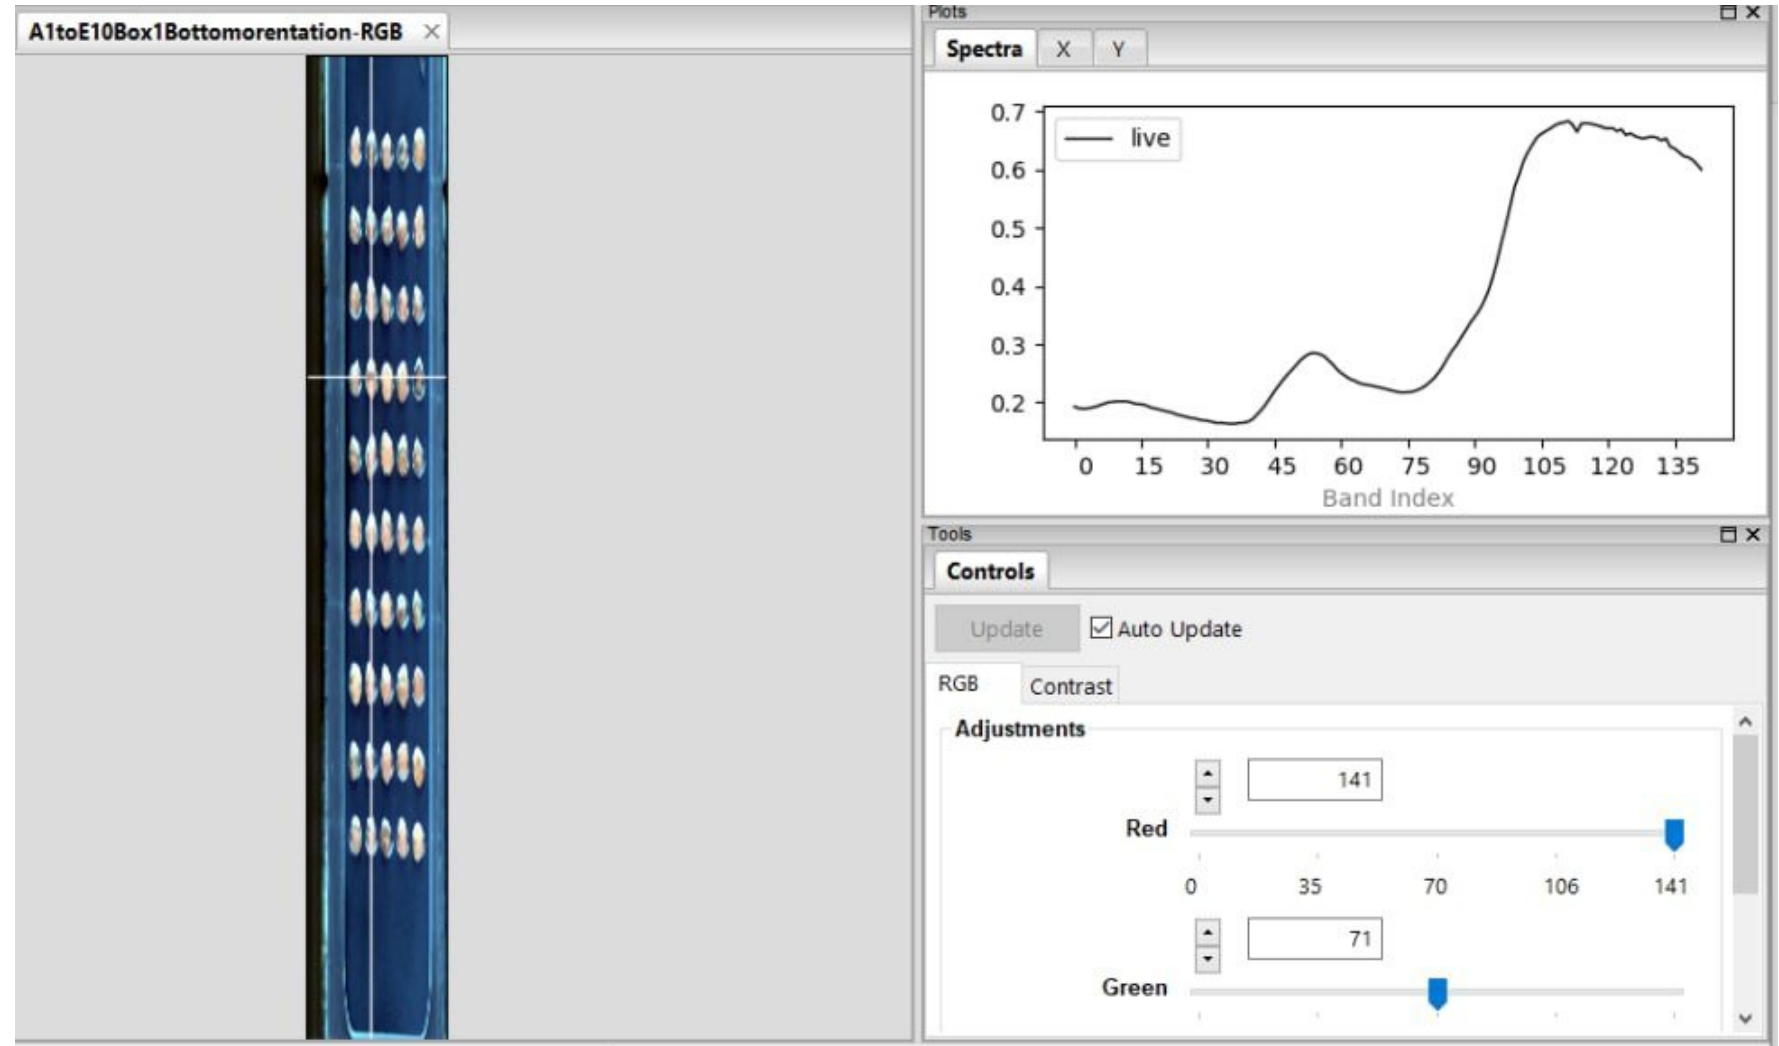 A1toE10Box1Bottomorentation-RGB
Plots
Spectra X Y
0.7
0.6
0.5
0.4
0.3
0.2
live
0 15 30 45 60 75 90 105 120 135
Band Index
Tools
Controls
Update Auto Update
RGB Contrast
Adjustments
141
Red
0 35 70 106 141
71
Green